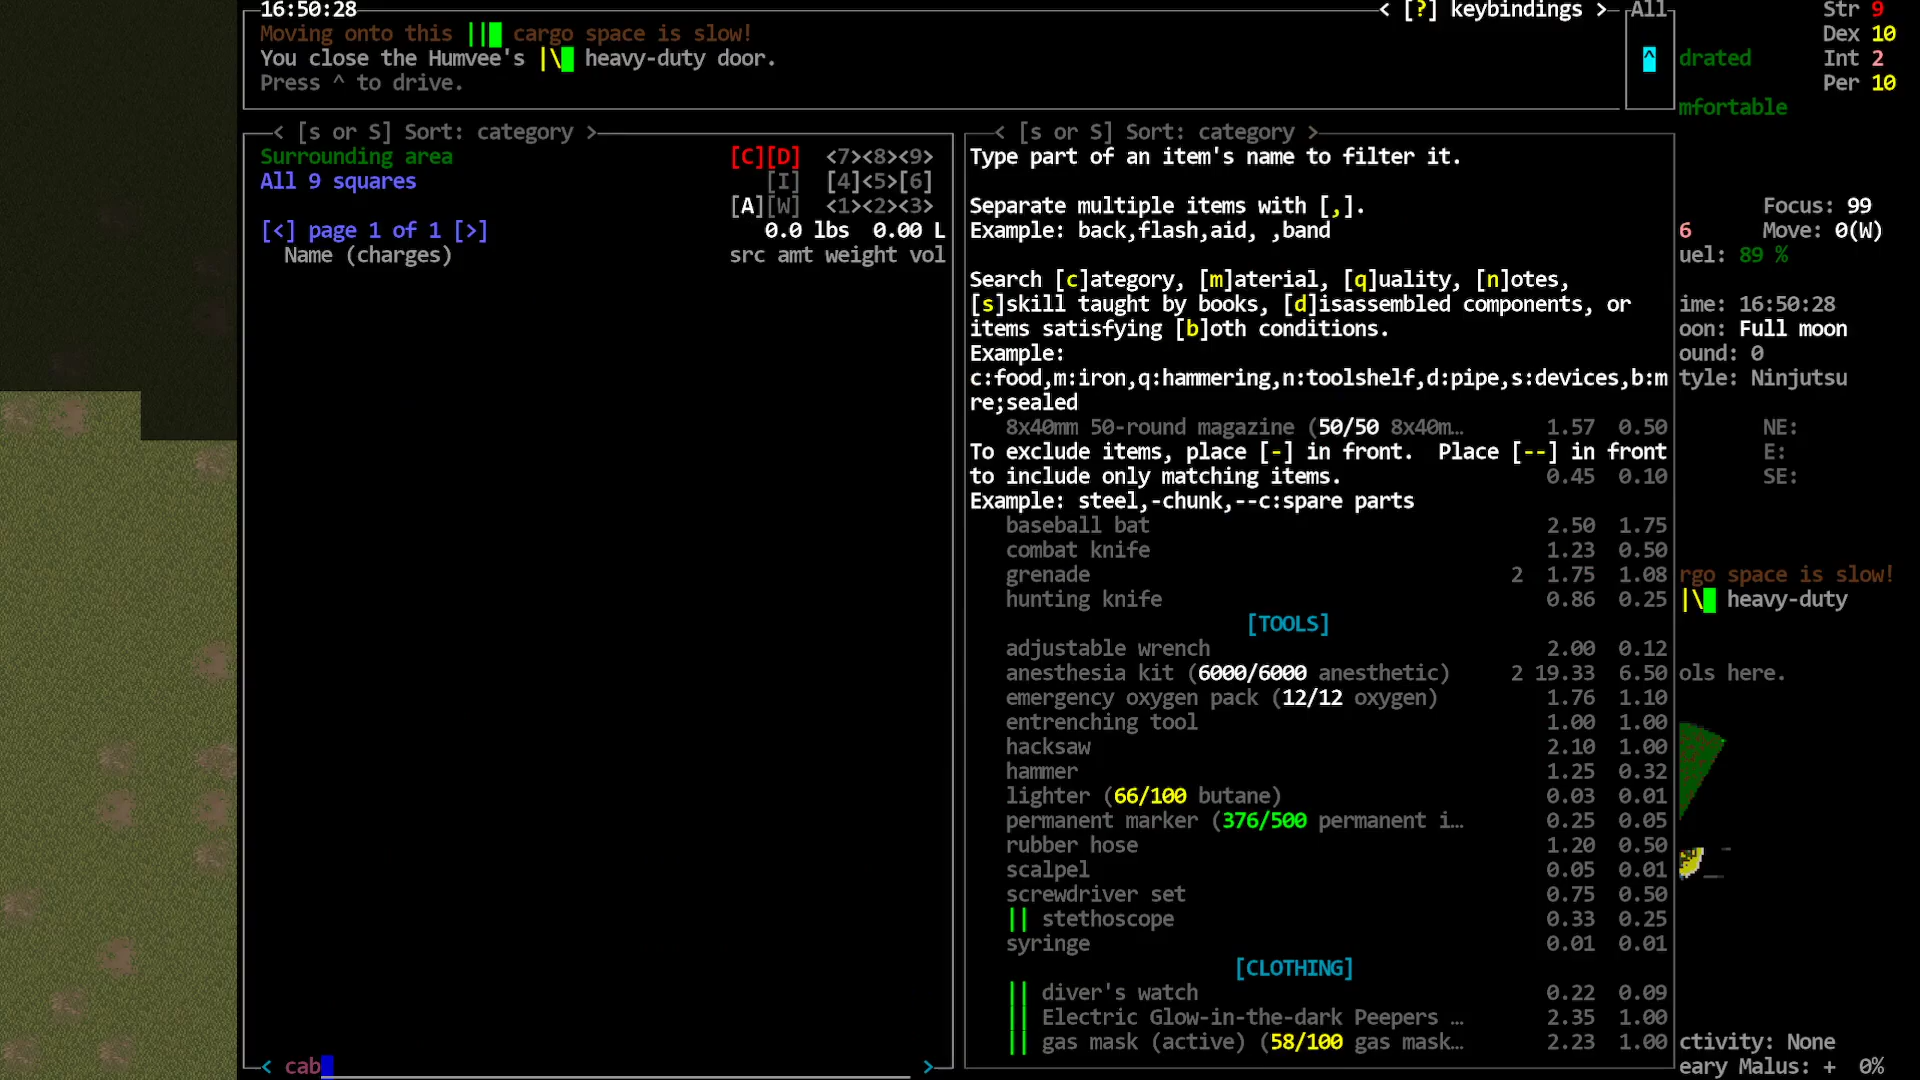 16:50:28
< [?] keybindings >
All
Str 9
Moving onto this || cargo space is slow!
Dex 10
You close the Humvee's |\ heavy-duty door.
^
drated
Int 2
Press ^ to drive.
Per 10
mfortable
< [s or S] Sort: category >
< [s or S] Sort: category >
Surrounding area
[C][D] <7><8><9>
All 9 squares
[I] [4]<5>[6]
[A][W] <1><2><3>
[<] page 1 of 1 [>]
0.0 lbs 0.00 L
Name (charges)
src amt weight vol
Type part of an item's name to filter it.
Separate multiple items with [,].
Example: back,flash,aid, ,band
Search [c]ategory, [m]aterial, [q]uality, [n]otes,
[s]skill taught by books, [d]isassembled components, or
items satisfying [b]oth conditions.
Example:
c:food,m:iron,q:hammering,n:toolshelf,d:pipe,s:devices,b:m
re;sealed
8x40mm 50-round magazine (50/50 8x40m… 1.57 0.50
To exclude items, place [-] in front. Place [--] in front
to include only matching items. 0.45 0.10
Example: steel,-chunk,--c:spare parts
baseball bat 2.50 1.75
combat knife 1.23 0.50
grenade 2 1.75 1.08
hunting knife 0.86 0.25
[TOOLS]
adjustable wrench 2.00 0.12
anesthesia kit (6000/6000 anesthetic) 2 19.33 6.50
emergency oxygen pack (12/12 oxygen) 1.76 1.10
entrenching tool 1.00 1.00
hacksaw 2.10 1.00
hammer 1.25 0.32
lighter (66/100 butane) 0.03 0.01
permanent marker (376/500 permanent i… 0.25 0.05
rubber hose 1.20 0.50
scalpel 0.05 0.01
screwdriver set 0.75 0.50
|| stethoscope 0.33 0.25
syringe 0.01 0.01
[CLOTHING]
|| diver's watch 0.22 0.09
|| Electric Glow-in-the-dark Peepers … 2.35 1.00
|| gas mask (active) (58/100 gas mask… 2.23 1.00
< cab >
Focus: 99
6 Move: 0(W)
uel: 89 %
ime: 16:50:28
oon: Full moon
ound: 0
tyle: Ninjutsu
NE:
E:
SE:
rgo space is slow!
|\ heavy-duty
ols here.
ctivity: None
eary Malus: + 0%